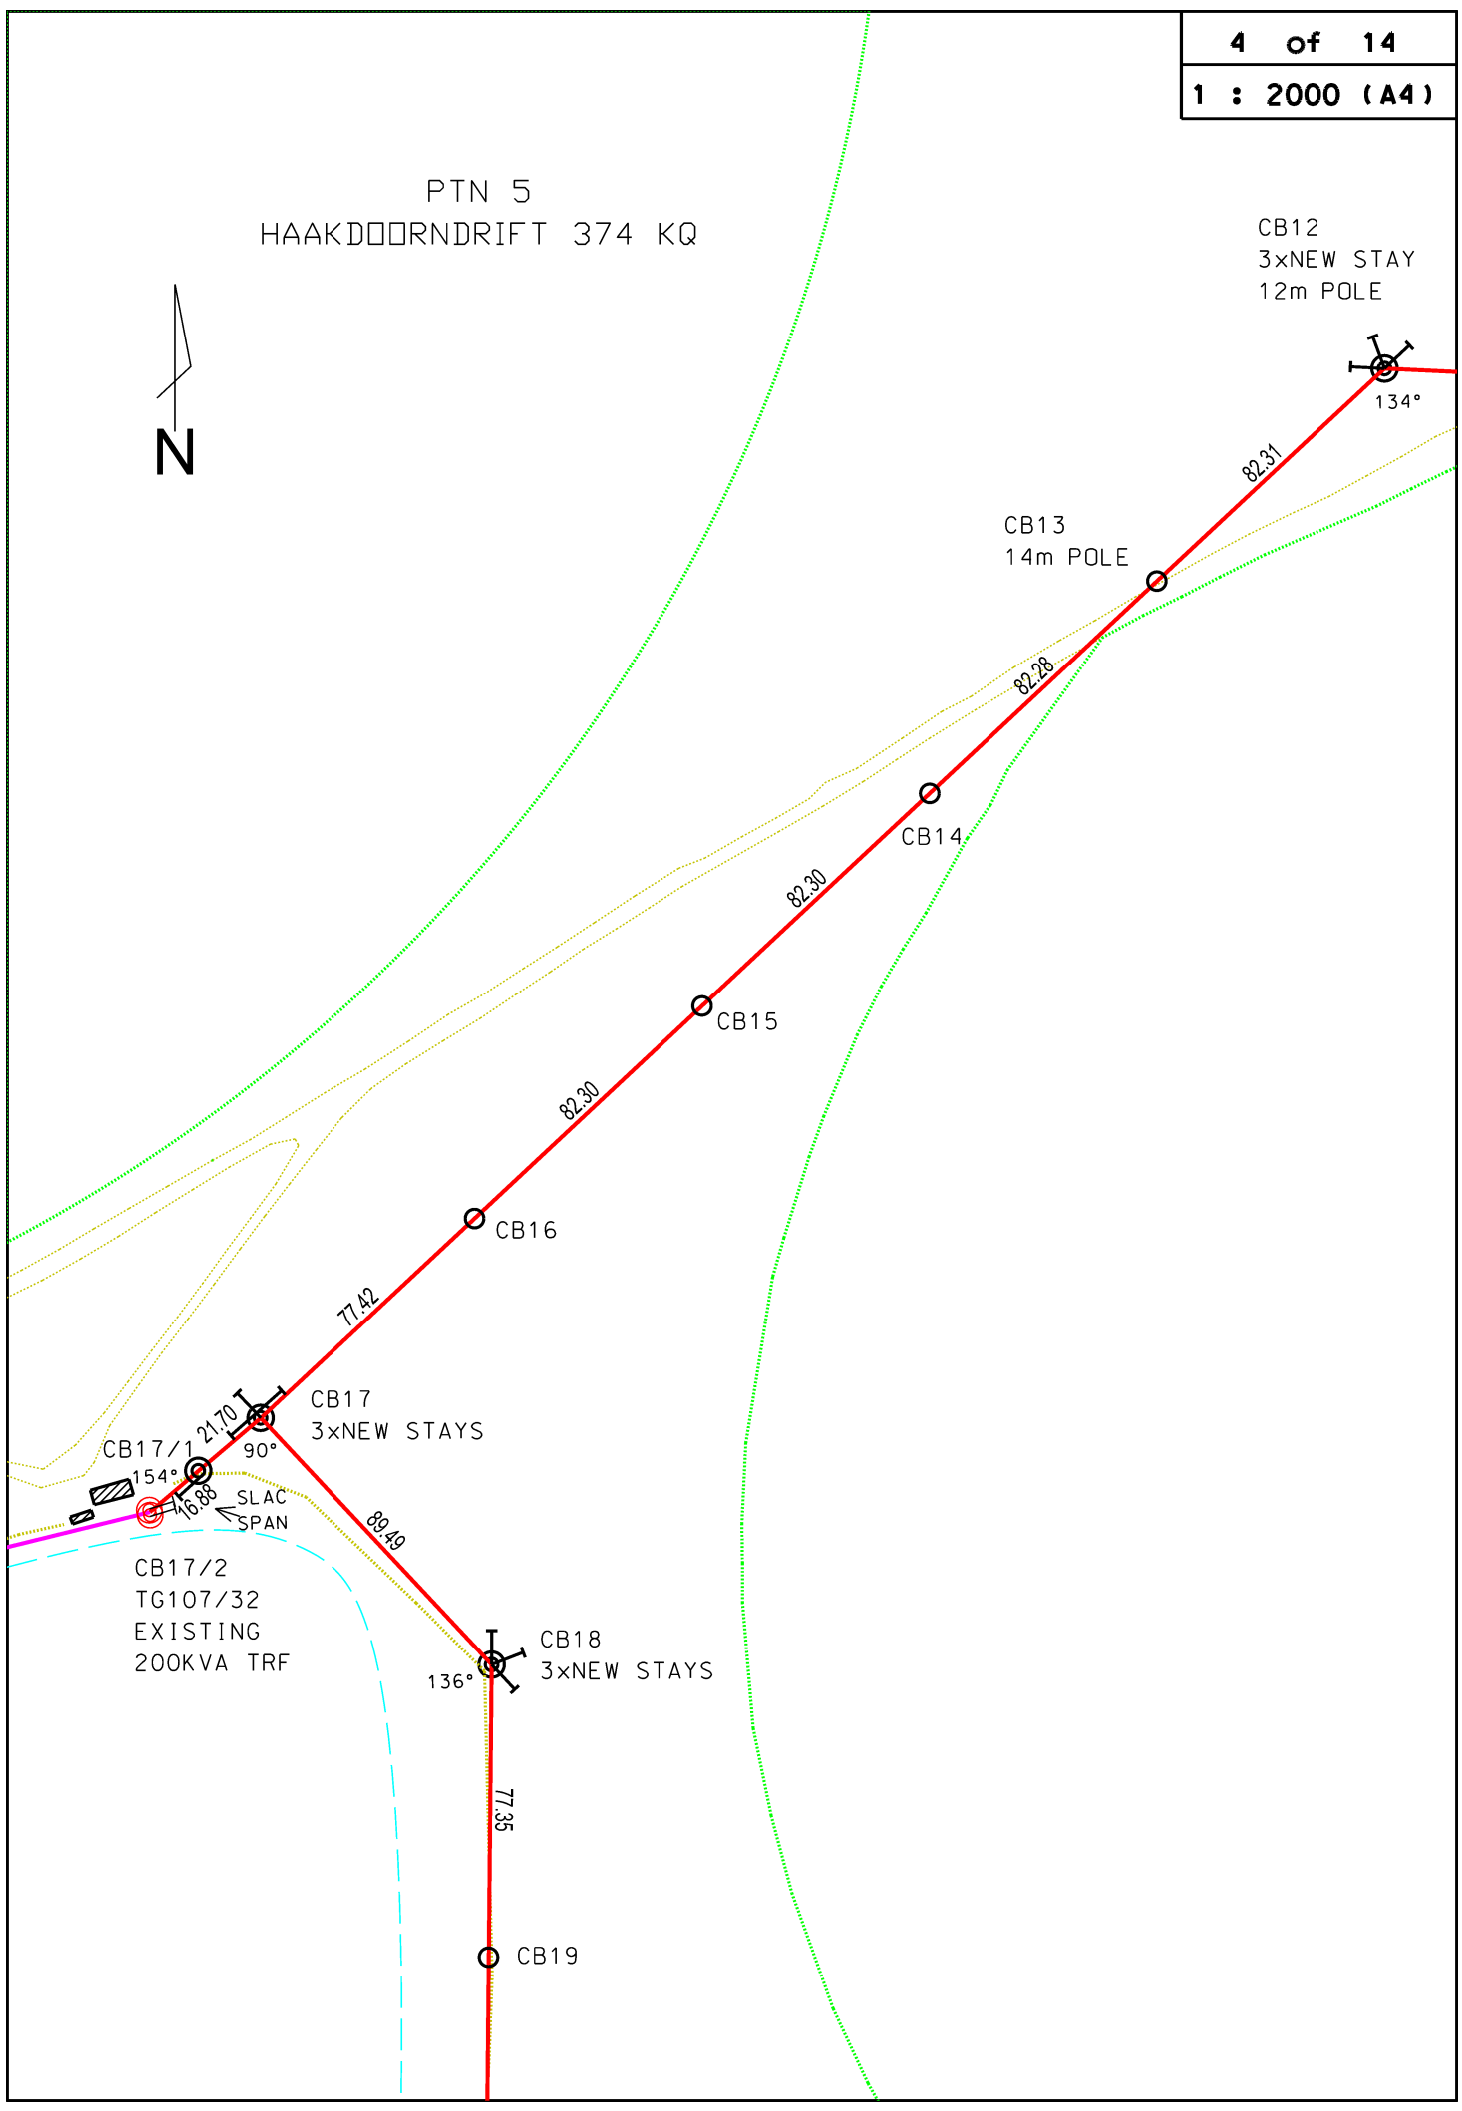 4 of 14
1 : 2000 (A4)
PTN 5
HAAKDOORNDRIFT 374 KQ
N
CB12
3xNEW STAY
12m POLE
134°
82.31
CB13
14m POLE
82.28
CB14
82.30
CB15
82.30
CB16
77.42
CB17
3xNEW STAYS
21.70
90°
CB17/1
154°
16.88
SLAC
SPAN
89.49
CB17/2
TG107/32
EXISTING
200KVA TRF
CB18
3xNEW STAYS
136°
77.35
CB19